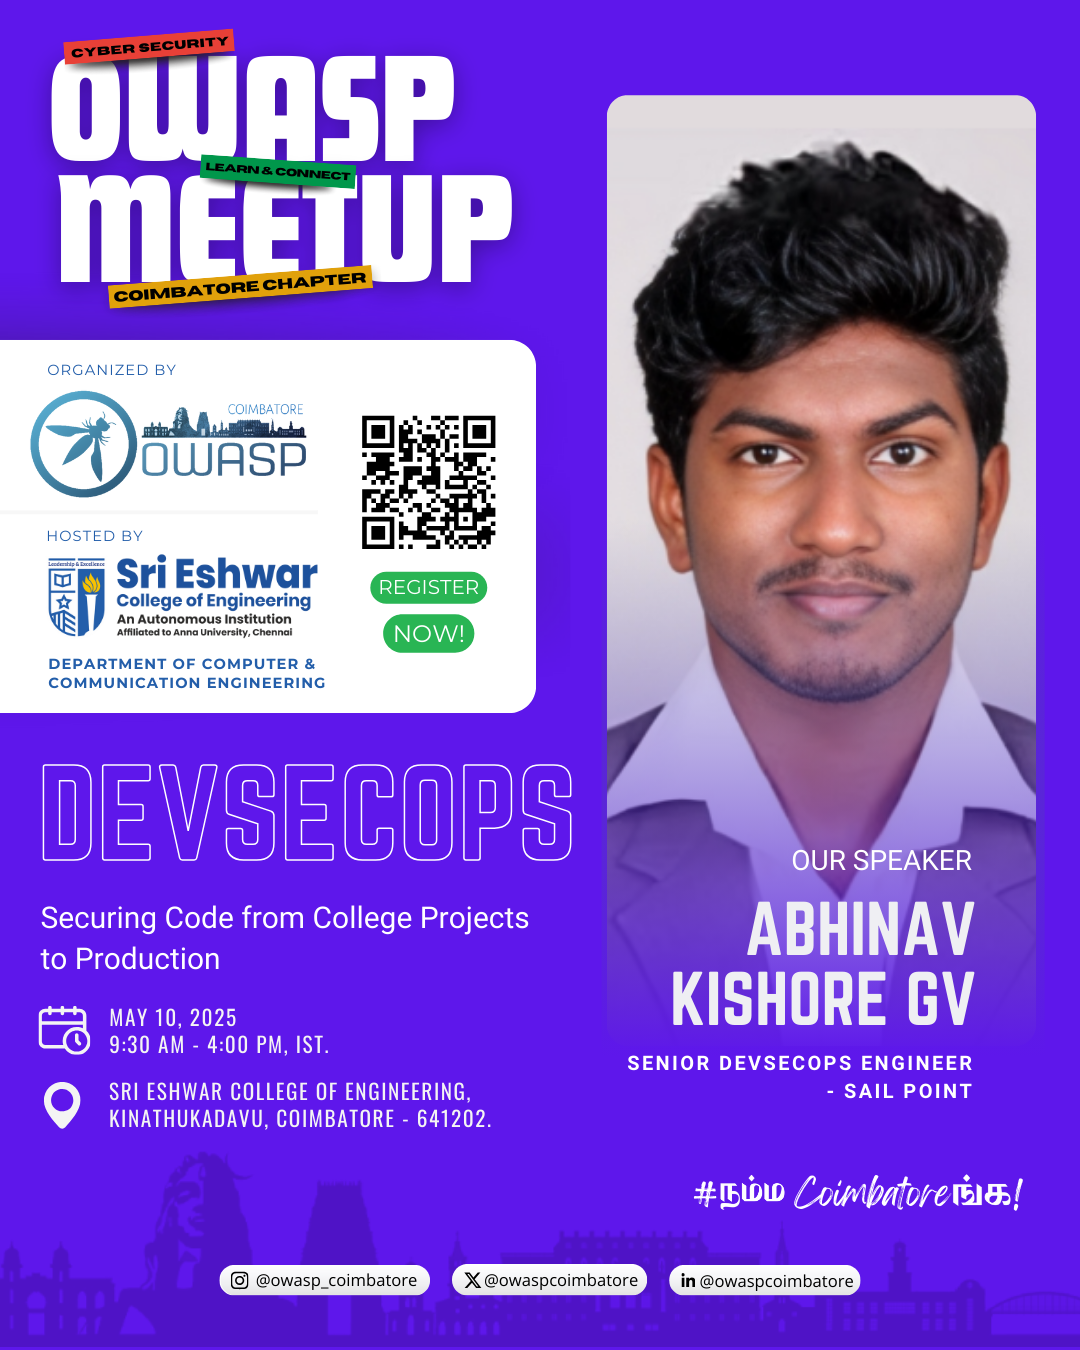 CYBER SECURITY
OWASP
LEARN & CONNECT
MEETUP
COIMBATORE CHAPTER
ORGANIZED BY
COIMBATORE
OWASP
HOSTED BY
Leadership & Excellence
Sri Eshwar
College of Engineering
An Autonomous Institution
Affiliated to Anna University, Chennai
DEPARTMENT OF COMPUTER &
COMMUNICATION ENGINEERING
REGISTER
NOW!
DEVSECOPS
Securing Code from College Projects
to Production
MAY 10, 2025
9:30 AM - 4:00 PM, IST.
SRI ESHWAR COLLEGE OF ENGINEERING,
KINATHUKADAVU, COIMBATORE - 641202.
OUR SPEAKER
ABHINAV
KISHORE GV
SENIOR DEVSECOPS ENGINEER
- SAIL POINT
#நம்ம Coimbatoreங்க!
@owasp_coimbatore
@owaspcoimbatore
@owaspcoimbatore